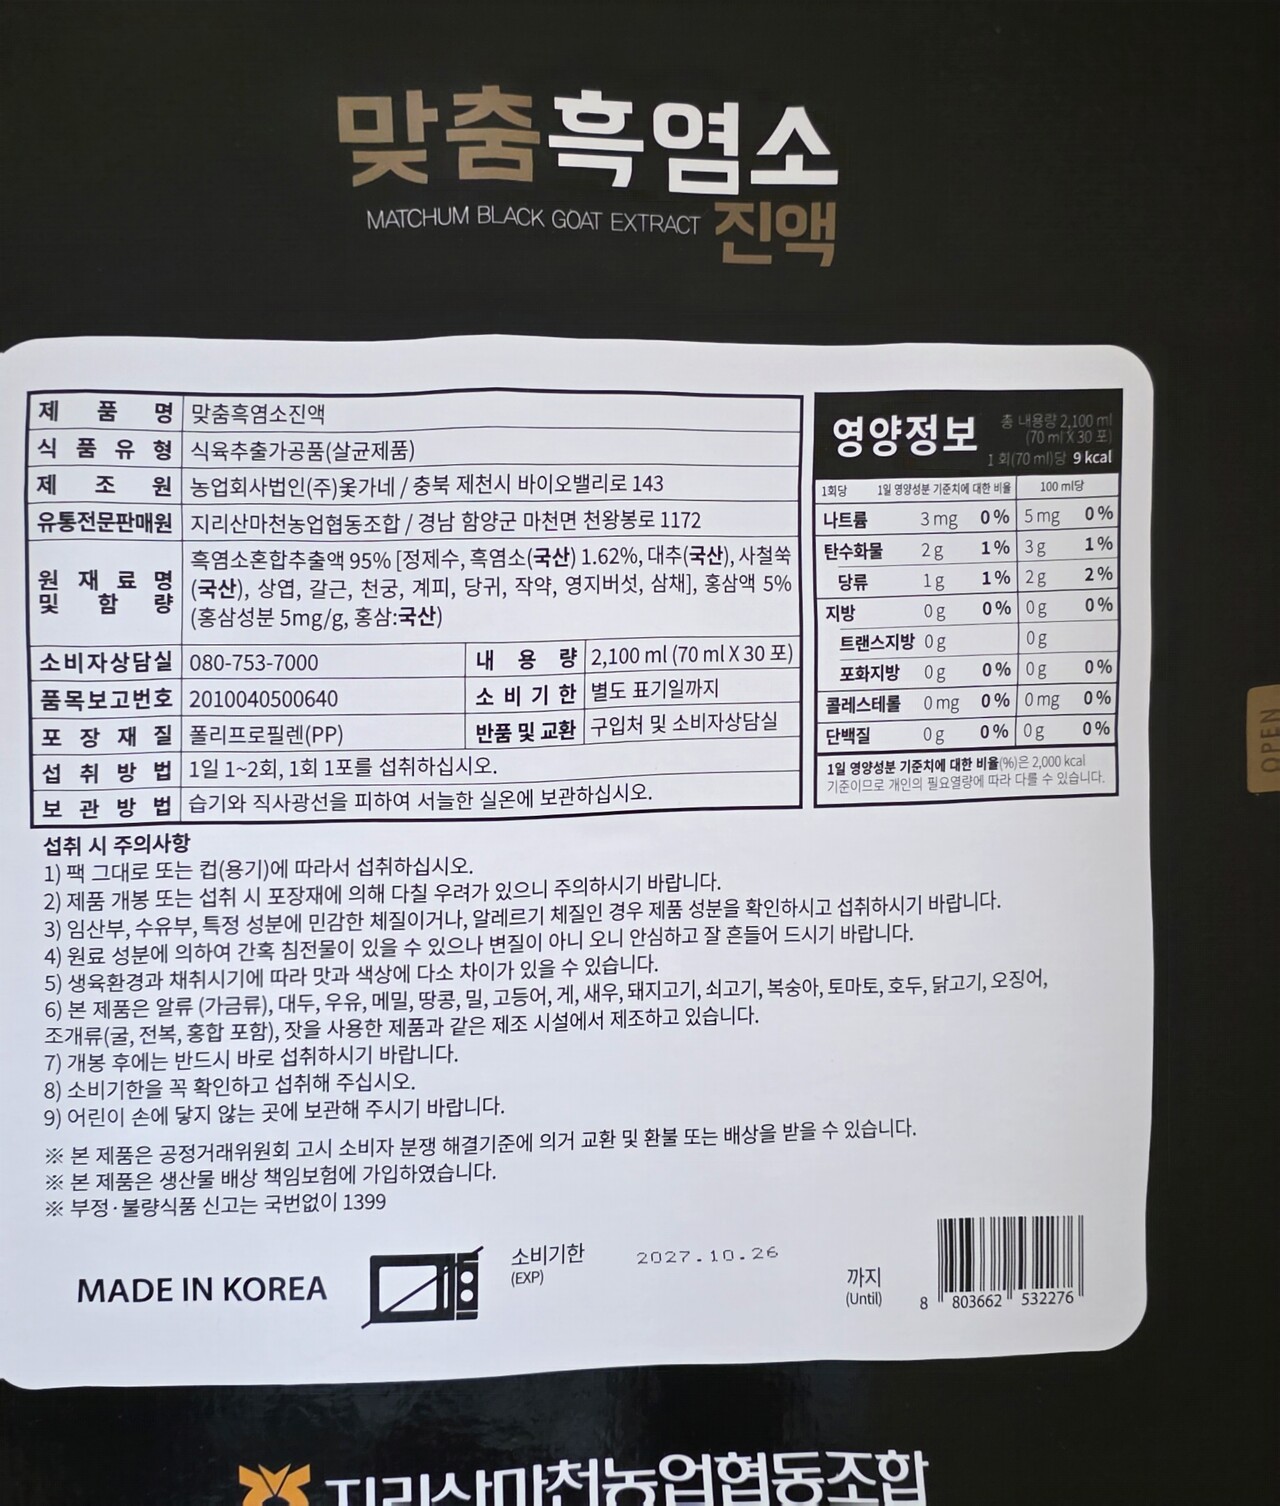 맞춤흑염소
MATCHUM BLACK GOAT EXTRACT 진액
제 품 명 맞춤흑염소진액
식 품 유 형 식육추출가공품(살균제품)
제 조 원 농업회사법인(주)옻가네 / 충북 제천시 바이오밸리로 143
유통전문판매원 지리산마천농업협동조합 / 경남 함양군 마천면 천왕봉로 1172
원 재 료 명 및 함 량 흑염소혼합추출액 95% [정제수, 흑염소(국산) 1.62%, 대추(국산), 사철쑥
(국산), 상엽, 갈근, 천궁, 계피, 당귀, 작약, 영지버섯, 삼채], 홍삼액 5%
(홍삼성분 5mg/g, 홍삼:국산)
소비자상담실 080-753-7000 내 용 량 2,100 ml (70 ml X 30 포)
품목보고번호 2010040500640 소 비 기 한 별도 표기일까지
포 장 재 질 폴리프로필렌(PP) 반품 및 교환 구입처 및 소비자상담실
섭 취 방 법 1일 1~2회, 1회 1포를 섭취하십시오.
보 관 방 법 습기와 직사광선을 피하여 서늘한 실온에 보관하십시오.
영양정보 총 내용량 2,100 ml
(70 ml X 30 포)
1 회(70 ml)당 9 kcal
1회당 1일 영양성분 기준치에 대한 비율 100 ml당
나트륨 3 mg 0 % 5 mg 0 %
탄수화물 2 g 1 % 3 g 1 %
당류 1 g 1 % 2 g 2 %
지방 0 g 0 % 0 g 0 %
트랜스지방 0 g 0 g
포화지방 0 g 0 % 0 g 0 %
콜레스테롤 0 mg 0 % 0 mg 0 %
단백질 0 g 0 % 0 g 0 %
1일 영양성분 기준치에 대한 비율(%)은 2,000 kcal
기준이므로 개인의 필요열량에 따라 다를 수 있습니다.
OPEN
섭취 시 주의사항
1) 팩 그대로 또는 컵(용기)에 따라서 섭취하십시오.
2) 제품 개봉 또는 섭취 시 포장재에 의해 다칠 우려가 있으니 주의하시기 바랍니다.
3) 임산부, 수유부, 특정 성분에 민감한 체질이거나, 알레르기 체질인 경우 제품 성분을 확인하시고 섭취하시기 바랍니다.
4) 원료 성분에 의하여 간혹 침전물이 있을 수 있으나 변질이 아니 오니 안심하고 잘 흔들어 드시기 바랍니다.
5) 생육환경과 채취시기에 따라 맛과 색상에 다소 차이가 있을 수 있습니다.
6) 본 제품은 알류 (가금류), 대두, 우유, 메밀, 땅콩, 밀, 고등어, 게, 새우, 돼지고기, 쇠고기, 복숭아, 토마토, 호두, 닭고기, 오징어,
조개류(굴, 전복, 홍합 포함), 잣을 사용한 제품과 같은 제조 시설에서 제조하고 있습니다.
7) 개봉 후에는 반드시 바로 섭취하시기 바랍니다.
8) 소비기한을 꼭 확인하고 섭취해 주십시오.
9) 어린이 손에 닿지 않는 곳에 보관해 주시기 바랍니다.
※ 본 제품은 공정거래위원회 고시 소비자 분쟁 해결기준에 의거 교환 및 환불 또는 배상을 받을 수 있습니다.
※ 본 제품은 생산물 배상 책임보험에 가입하였습니다.
※ 부정·불량식품 신고는 국번없이 1399
MADE IN KOREA
소비기한
(EXP)
2027.10.26
까지
(Until)
8 803662 532276
지리산마천농업협동조합